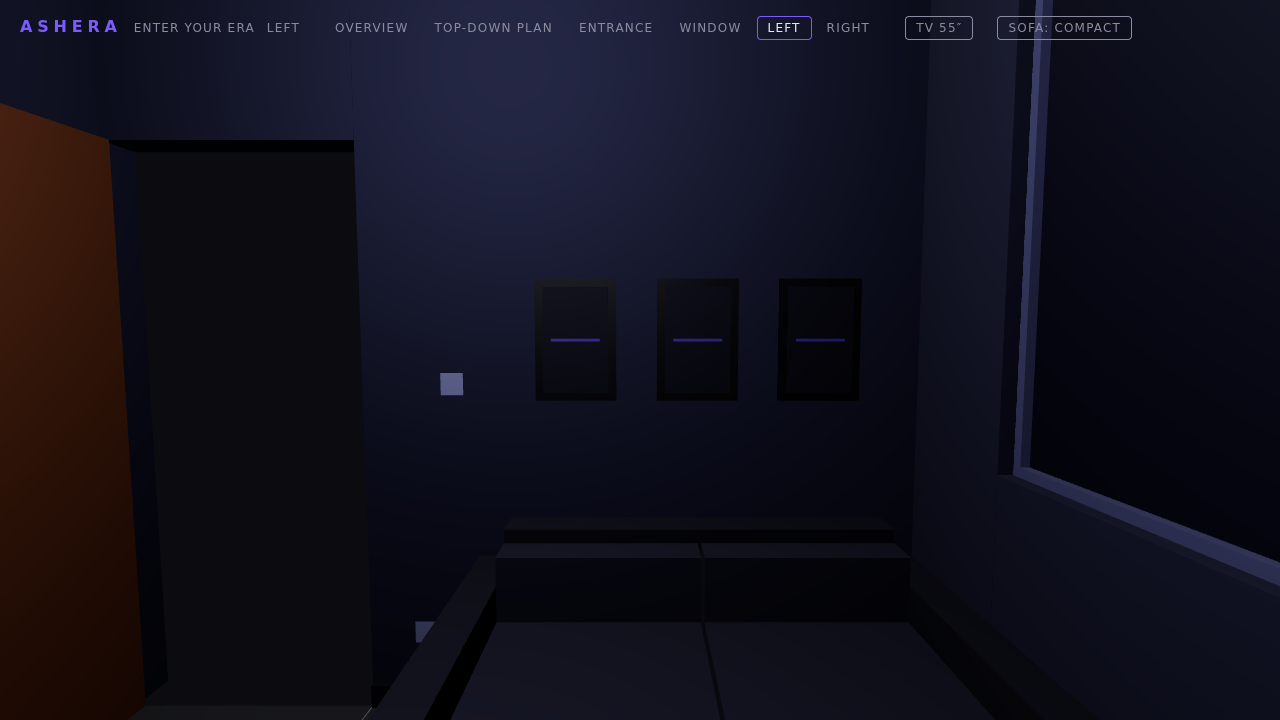 ASHERA ENTER YOUR ERA LEFT OVERVIEW TOP-DOWN PLAN ENTRANCE WINDOW LEFT RIGHT TV 55″ SOFA: COMPACT